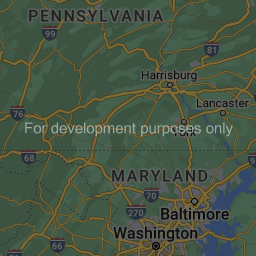 PENNSYLVANIA
99
81
Harrisburg
Lancaster
76
For development purposes only
York
68
MARYLAND
70
270
Baltimore
66
Washington